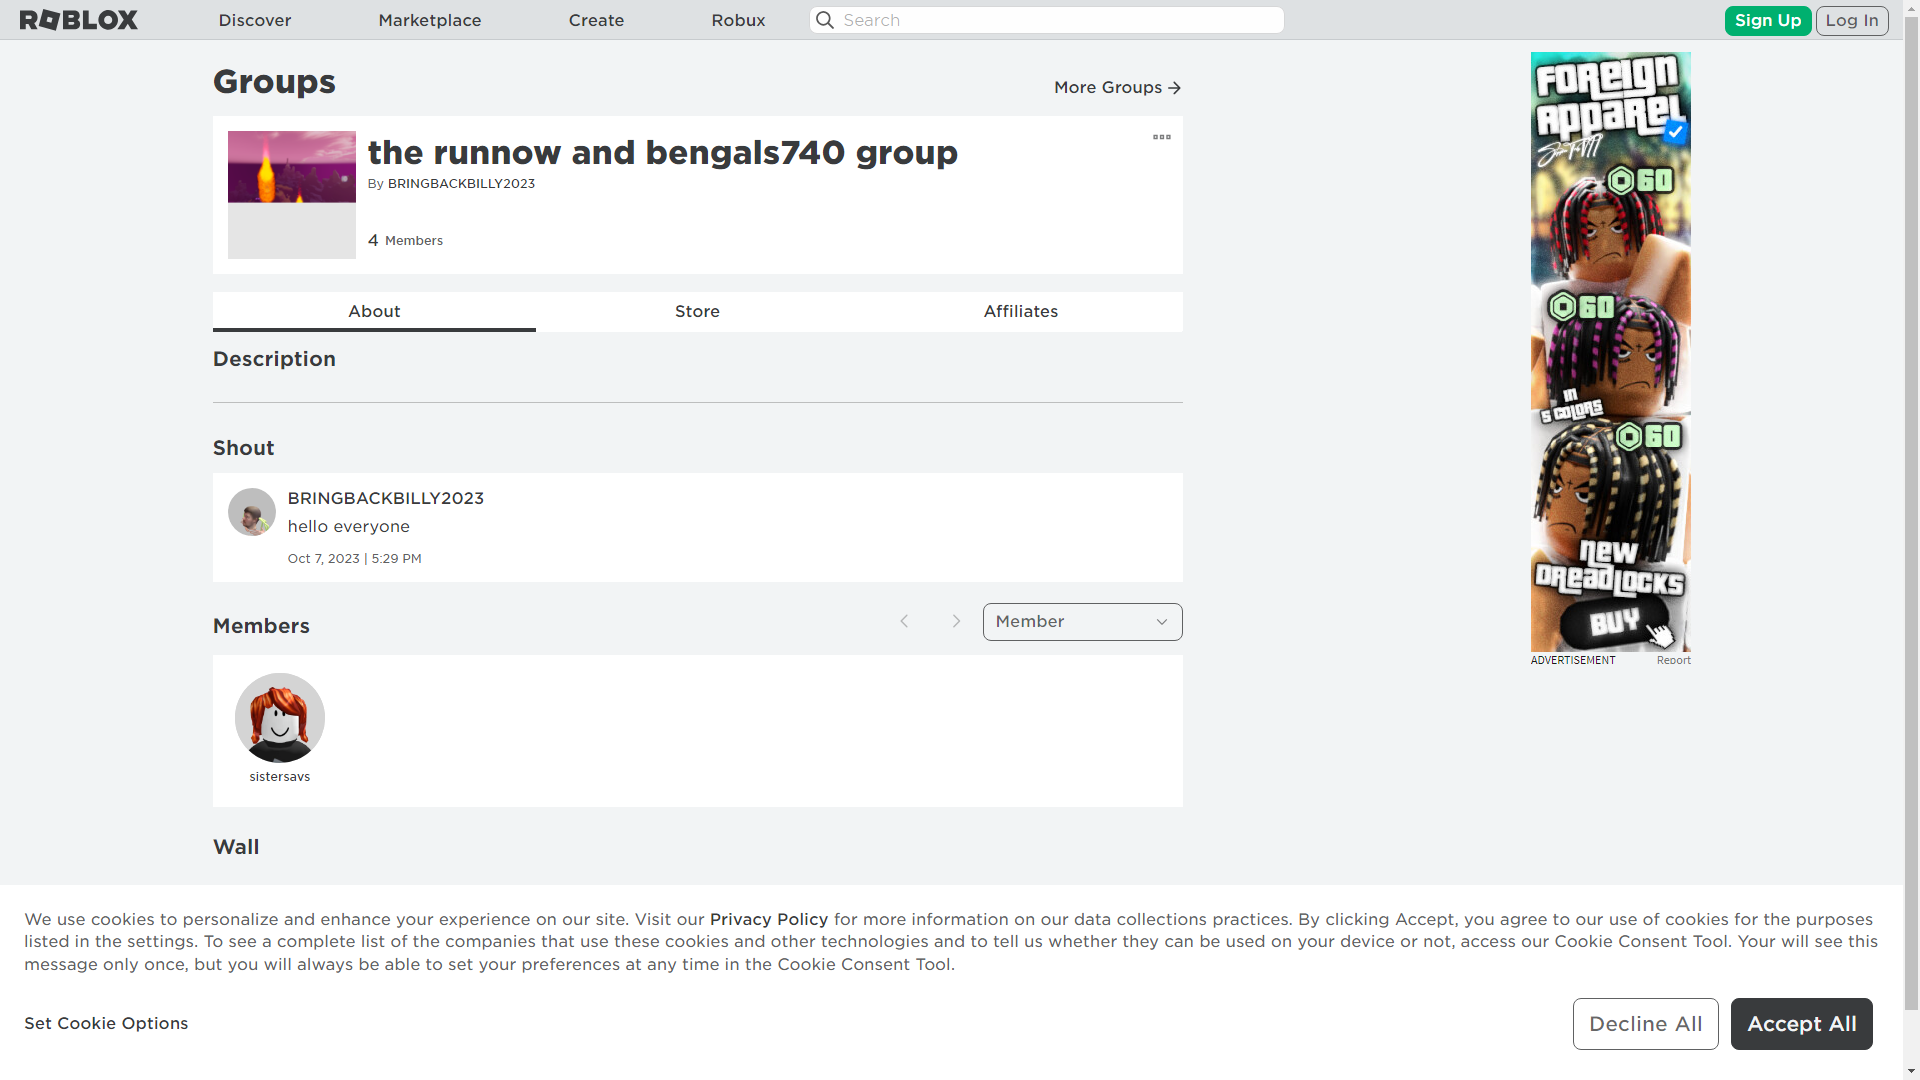 ROBLOX
Discover
Marketplace
Create
Robux
Search
Sign Up
Log In
Groups
More Groups
the runnow and bengals740 group
By BRINGBACKBILLY2023
4 Members
About
Store
Affiliates
Description
Shout
BRINGBACKBILLY2023
hello everyone
Oct 7, 2023 | 5:29 PM
Members
Member
sistersavs
Wall
FOREIGN
APPAREL
60
60
IN
5 COLORS
60
NEW
DREADLOCKS
BUY
ADVERTISEMENT
Report
We use cookies to personalize and enhance your experience on our site. Visit our Privacy Policy for more information on our data collections practices. By clicking Accept, you agree to our use of cookies for the purposes
listed in the settings. To see a complete list of the companies that use these cookies and other technologies and to tell us whether they can be used on your device or not, access our Cookie Consent Tool. Your will see this
message only once, but you will always be able to set your preferences at any time in the Cookie Consent Tool.
Set Cookie Options
Decline All
Accept All